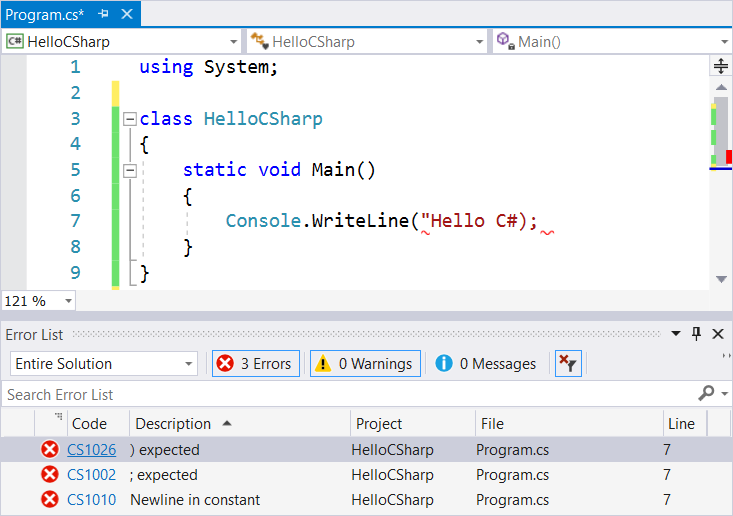 Program.cs*
C# HelloCSharp HelloCSharp Main()
1 using System;
2
3 class HelloCSharp
4 {
5 static void Main()
6 {
7 Console.WriteLine("Hello C#);
8 }
9 }
121 %
Error List
Entire Solution 3 Errors 0 Warnings 0 Messages
Search Error List
Code Description Project File Line
CS1026 ) expected HelloCSharp Program.cs 7
CS1002 ; expected HelloCSharp Program.cs 7
CS1010 Newline in constant HelloCSharp Program.cs 7